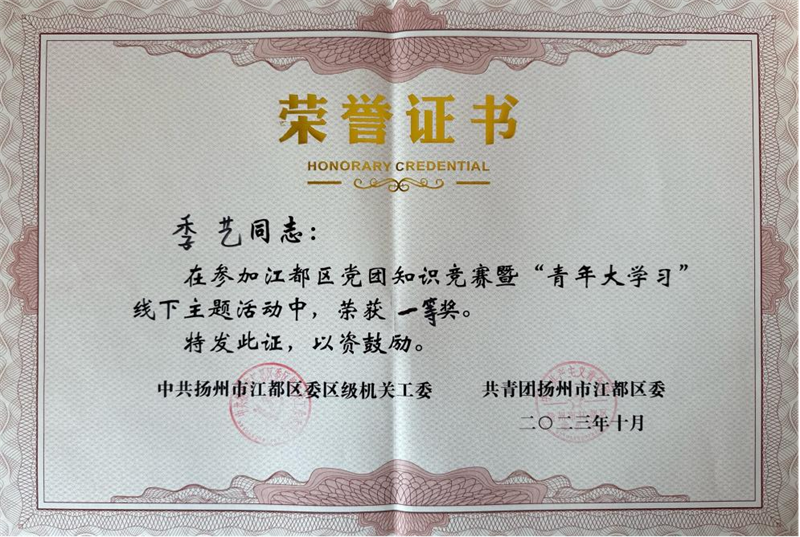 荣誉证书
HONORARY CREDENTIAL
季艺同志：
在参加江都区党团知识竞赛暨“青年大学习”
线下主题活动中，荣获 一等奖。
特发此证，以资鼓励。
中共扬州市江都区委区级机关工委 共青团扬州市江都区委
二〇二三年十月